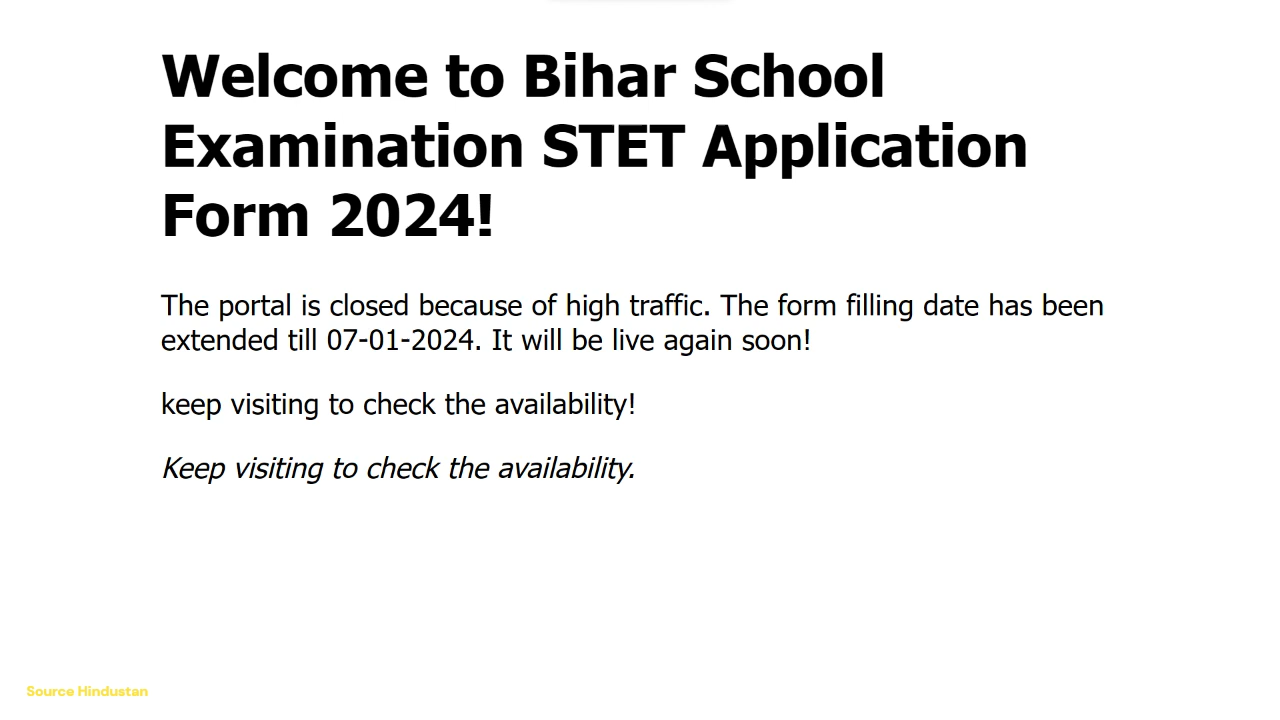 Welcome to Bihar School
Examination STET Application
Form 2024!
The portal is closed because of high traffic. The form filling date has been
extended till 07-01-2024. It will be live again soon!
keep visiting to check the availability!
Keep visiting to check the availability.
Source Hindustan